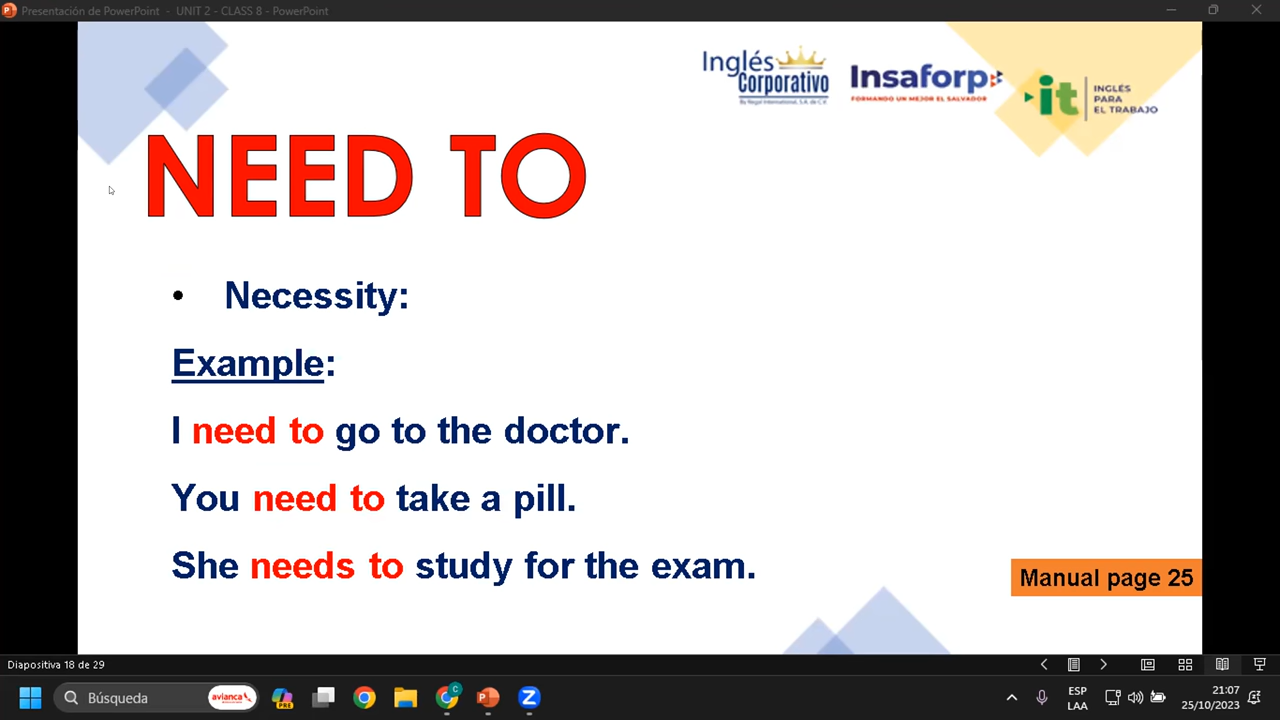 Presentación de PowerPoint - UNIT 2 - CLASS 8 - PowerPoint
Inglés
Corporativo
By Regal International, S.A. de C.V.
Insaforp
FORMANDO UN MEJOR EL SALVADOR
it
INGLÉS
PARA
EL TRABAJO
NEED TO
• Necessity:
Example:
I need to go to the doctor.
You need to take a pill.
She needs to study for the exam.
Manual page 25
Diapositiva 18 de 29
Búsqueda
avianca
PRE
ESP
LAA
21:07
25/10/2023